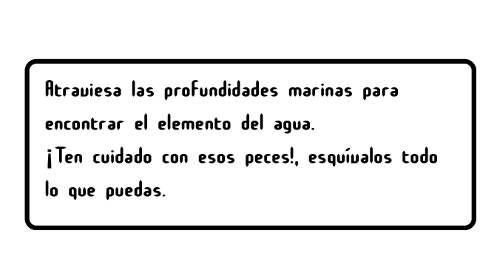 Atraviesa las profundidades marinas para
encontrar el elemento del agua.
¡Ten cuidado con esos peces!, esquívalos todo
lo que puedas.